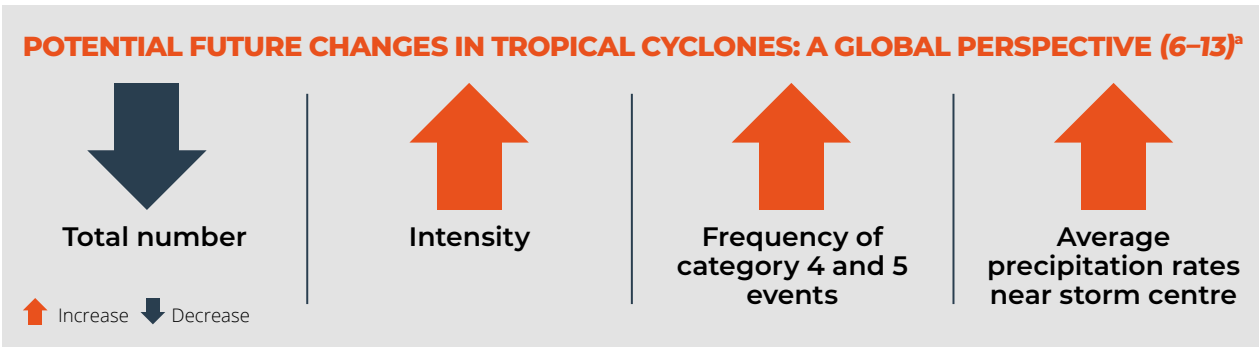 POTENTIAL FUTURE CHANGES IN TROPICAL CYCLONES: A GLOBAL PERSPECTIVE (6–13)ª
Total number
Intensity
Frequency of
category 4 and 5
events
Average
precipitation rates
near storm centre
Increase
Decrease